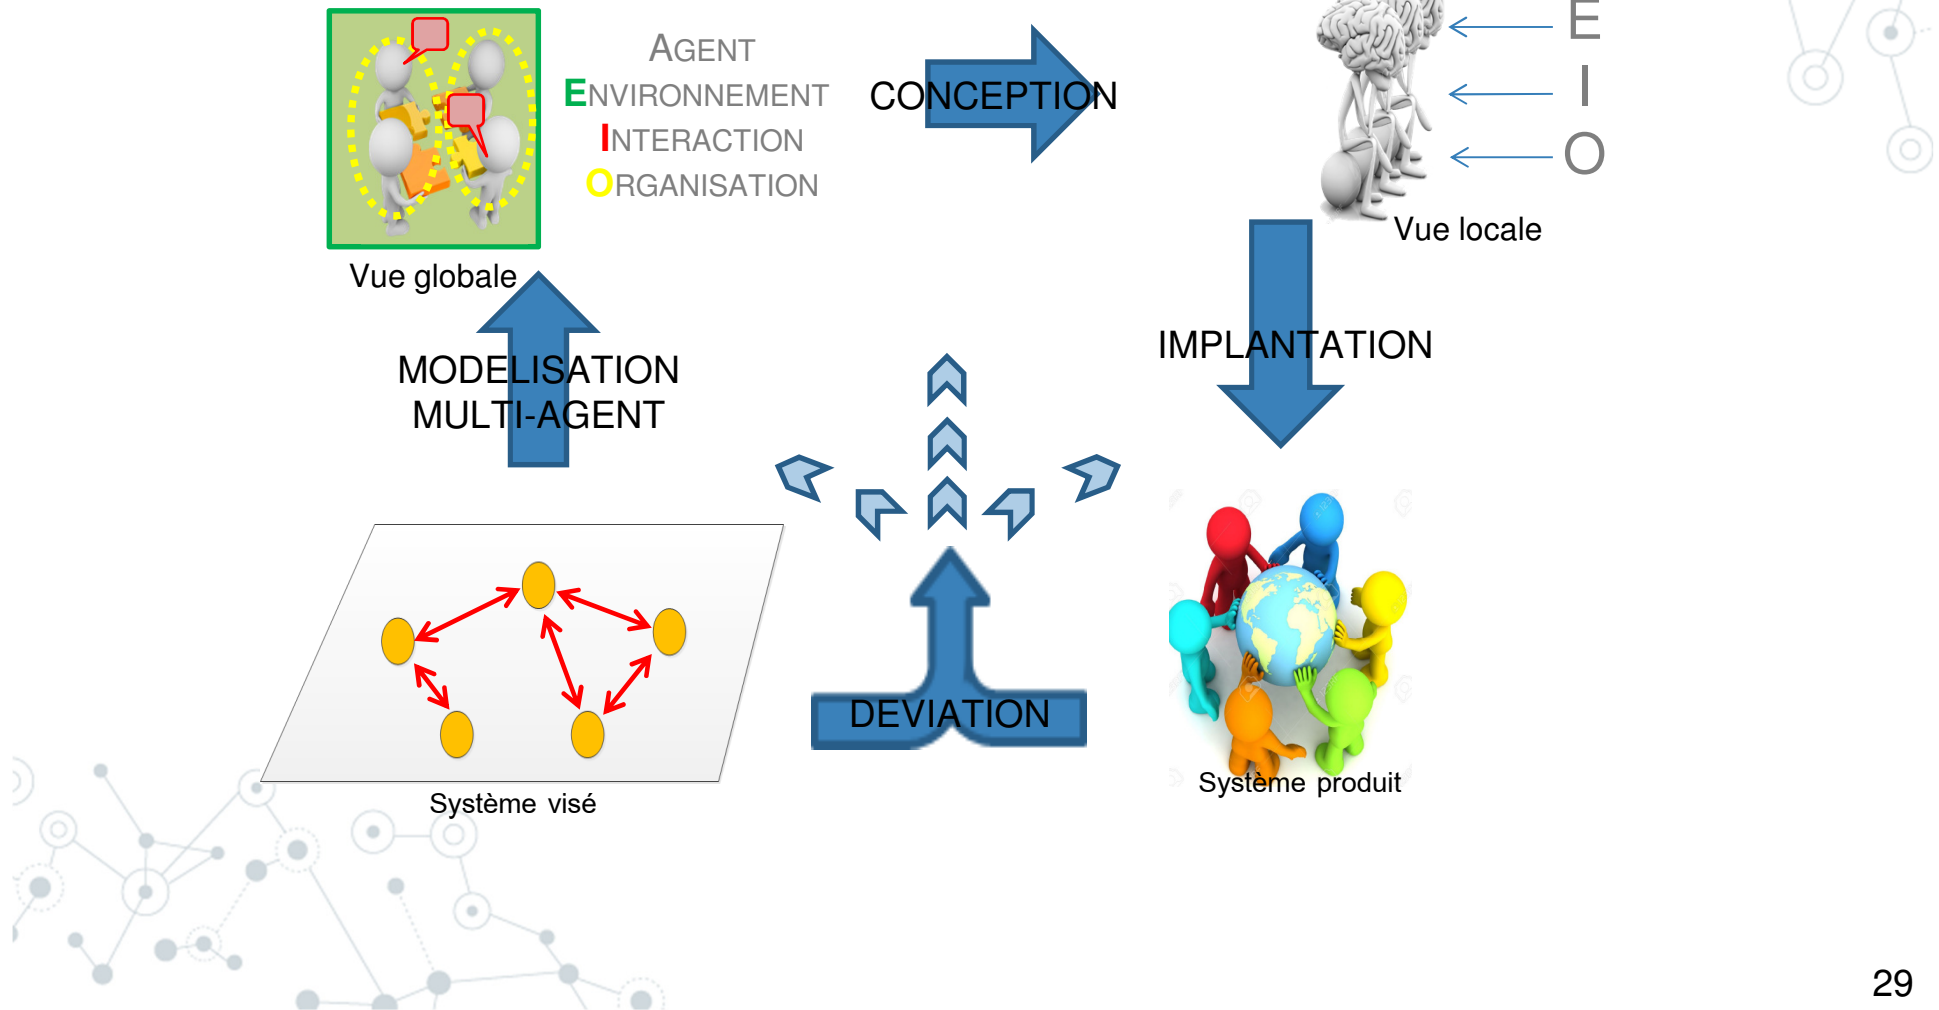 AGENT
ENVIRONNEMENT
INTERACTION
ORGANISATION
CONCEPTION
E
I
O
Vue locale
Vue globale
MODELISATION
MULTI-AGENT
IMPLANTATION
DEVIATION
Système visé
Système produit
29